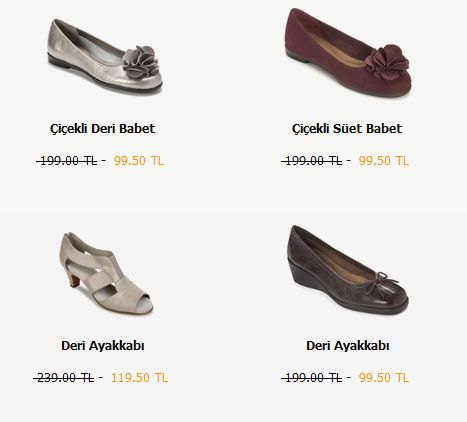 Çiçekli Deri Babet
Çiçekli Süet Babet
199.00 TL - 99.50 TL
199.00 TL - 99.50 TL
Deri Ayakkabı
Deri Ayakkabı
239.00 TL - 119.50 TL
199.00 TL - 99.50 TL